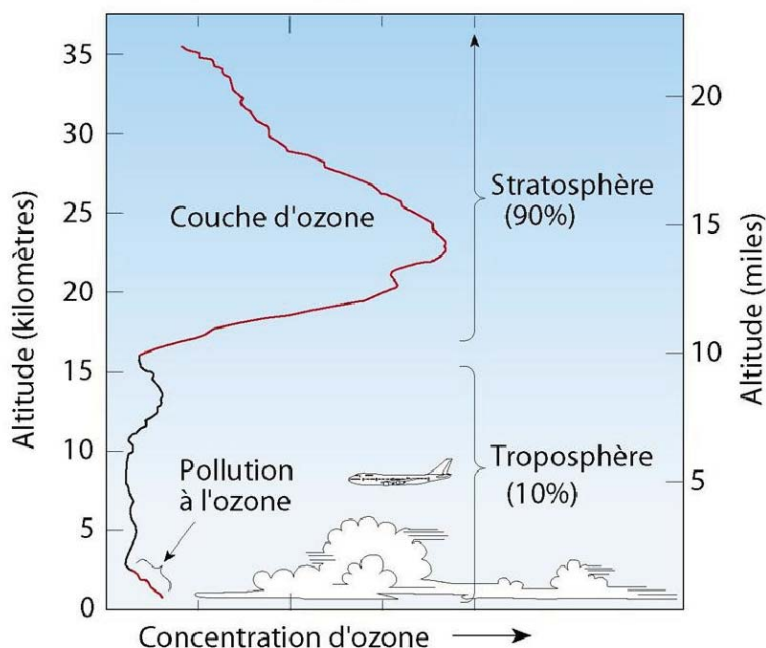 35
30
25
20
15
10
5
0
Altitude (kilomètres)
Couche d'ozone
Stratosphère
(90%)
Pollution
à l'ozone
Troposphère
(10%)
20
15
10
5
Altitude (miles)
Concentration d'ozone